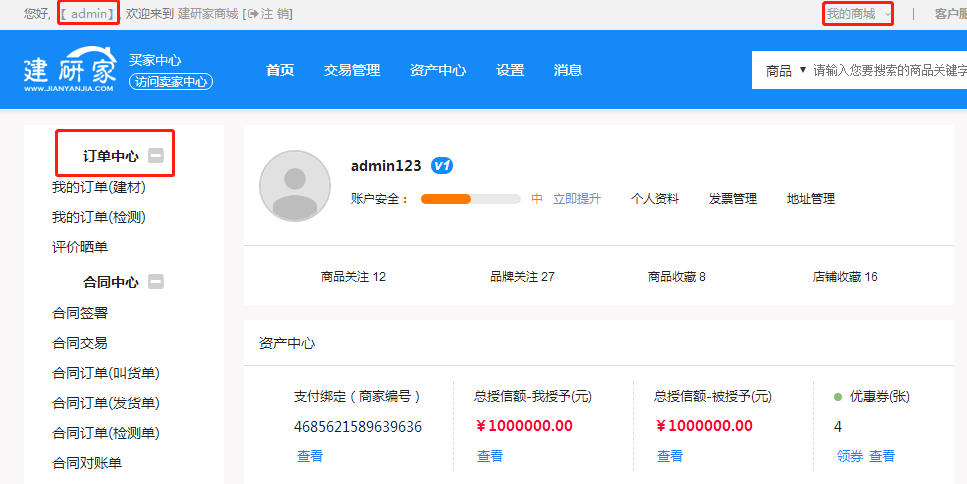 您好, 【 admin】, 欢迎来到 建研家商城 [注 销] 我的商城 | 客户服
建研家
WWW.JIANYANJIA.COM
买家中心
访问卖家中心
首页 交易管理 资产中心 设置 消息
商品 ▼ 请输入您要搜索的商品关键字
订单中心
我的订单(建材)
我的订单(检测)
评价晒单
合同中心
合同签署
合同交易
合同订单(叫货单)
合同订单(发货单)
合同订单(检测单)
合同对账单
admin123 V1
账户安全： 中 立即提升 个人资料 发票管理 地址管理
商品关注 12 品牌关注 27 商品收藏 8 店铺收藏 16
资产中心
支付绑定（商家编号） 总授信额-我授予(元) 总授信额-被授予(元) 优惠券(张)
4685621589639636 ￥1000000.00 ￥1000000.00 4
查看 查看 查看 领券 查看